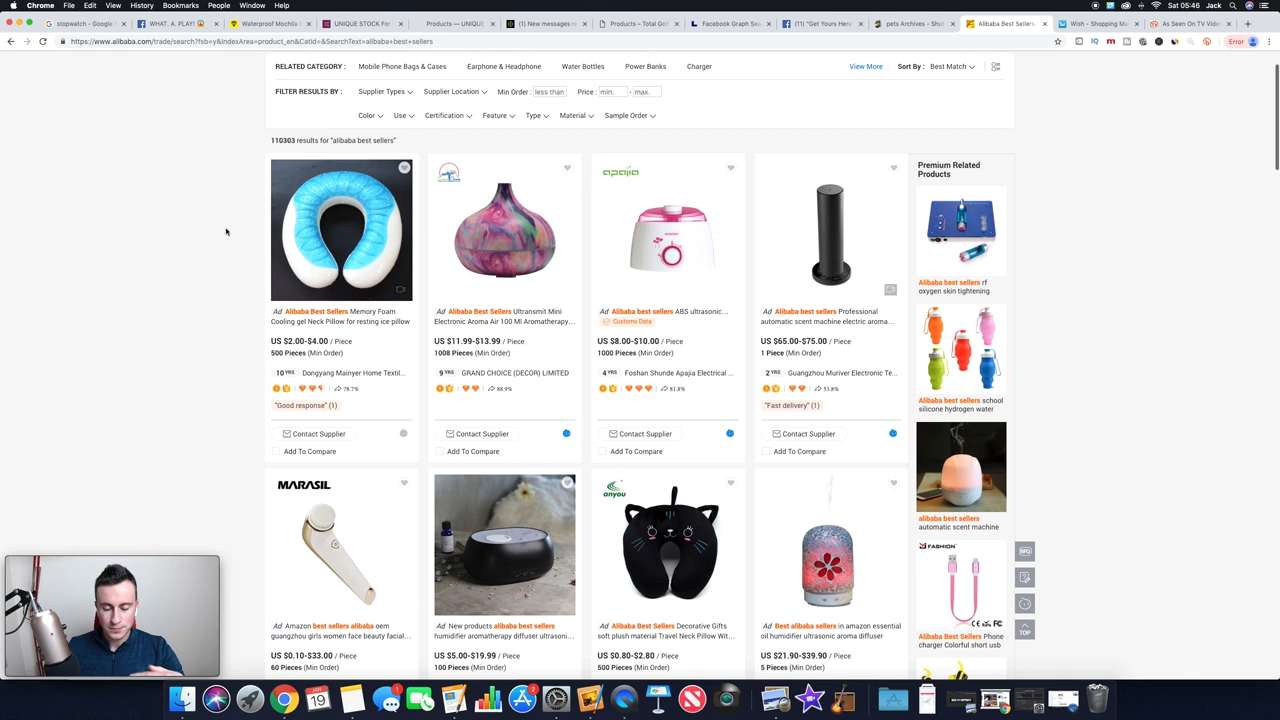 Chrome File Edit View History Bookmarks People Window Help
Sat 05:46 Jack
stopwatch - Google
WHAT. A. PLAY!
Waterproof Mochila
UNIQUE STOCK For
Products — UNIQUE
(1) New messages re
Products – Total Gol
Facebook Graph Sea
(11) "Get Yours Here
pets Archives - Shu
Alibaba Best Sellers
Wish - Shopping Ma
As Seen On TV Video
https://www.alibaba.com/trade/search?fsb=y&IndexArea=product_en&CatId=&SearchText=alibaba+best+sellers
Error
RELATED CATEGORY : Mobile Phone Bags & Cases Earphone & Headphone Water Bottles Power Banks Charger View More Sort By : Best Match
FILTER RESULTS BY : Supplier Types Supplier Location Min Order : less than Price : min. - max.
Color Use Certification Feature Type Material Sample Order
110303 results for "alibaba best sellers"
Ad Alibaba Best Sellers Memory Foam
Cooling gel Neck Pillow for resting ice pillow
US $2.00-$4.00 / Piece
500 Pieces (Min Order)
10 YRS Dongyang Mainyer Home Textil...
78.7%
"Good response" (1)
Contact Supplier
Add To Compare
Ad Alibaba Best Sellers Ultransmit Mini
Electronic Aroma Air 100 Ml Aromatherapy...
US $11.99-$13.99 / Piece
1008 Pieces (Min Order)
9 YRS GRAND CHOICE (DECOR) LIMITED
88.9%
Contact Supplier
Add To Compare
apajia
Ad Alibaba best sellers ABS ultrasonic...
Customs Data
US $8.00-$10.00 / Piece
1000 Pieces (Min Order)
4 YRS Foshan Shunde Apajia Electrical ...
81.8%
Contact Supplier
Add To Compare
Ad Alibaba best sellers Professional
automatic scent machine electric aroma...
US $65.00-$75.00 / Piece
1 Piece (Min Order)
2 YRS Guangzhou Muriver Electronic Te...
53.8%
"Fast delivery" (1)
Contact Supplier
Add To Compare
Premium Related
Products
Alibaba best sellers rf
oxygen skin tightening
Alibaba best sellers school
silicone hydrogen water
alibaba best sellers
automatic scent machine
FASHION
Alibaba Best Sellers Phone
charger Colorful short usb
MARASIL
Ad Amazon best sellers alibaba oem
guangzhou girls women face beauty facial...
US $0.10-$33.00 / Piece
60 Pieces (Min Order)
Ad New products alibaba best sellers
humidifier aromatherapy diffuser ultrasoni...
US $5.00-$19.99 / Piece
100 Pieces (Min Order)
anyou
Ad Alibaba Best Sellers Decorative Gifts
soft plush material Travel Neck Pillow Wit...
US $0.80-$2.80 / Piece
500 Pieces (Min Order)
Ad Best alibaba sellers in amazon essential
oil humidifier ultrasonic aroma diffuser
US $21.90-$39.90 / Piece
5 Pieces (Min Order)
RFQ
TOP
JAN
19
1
2